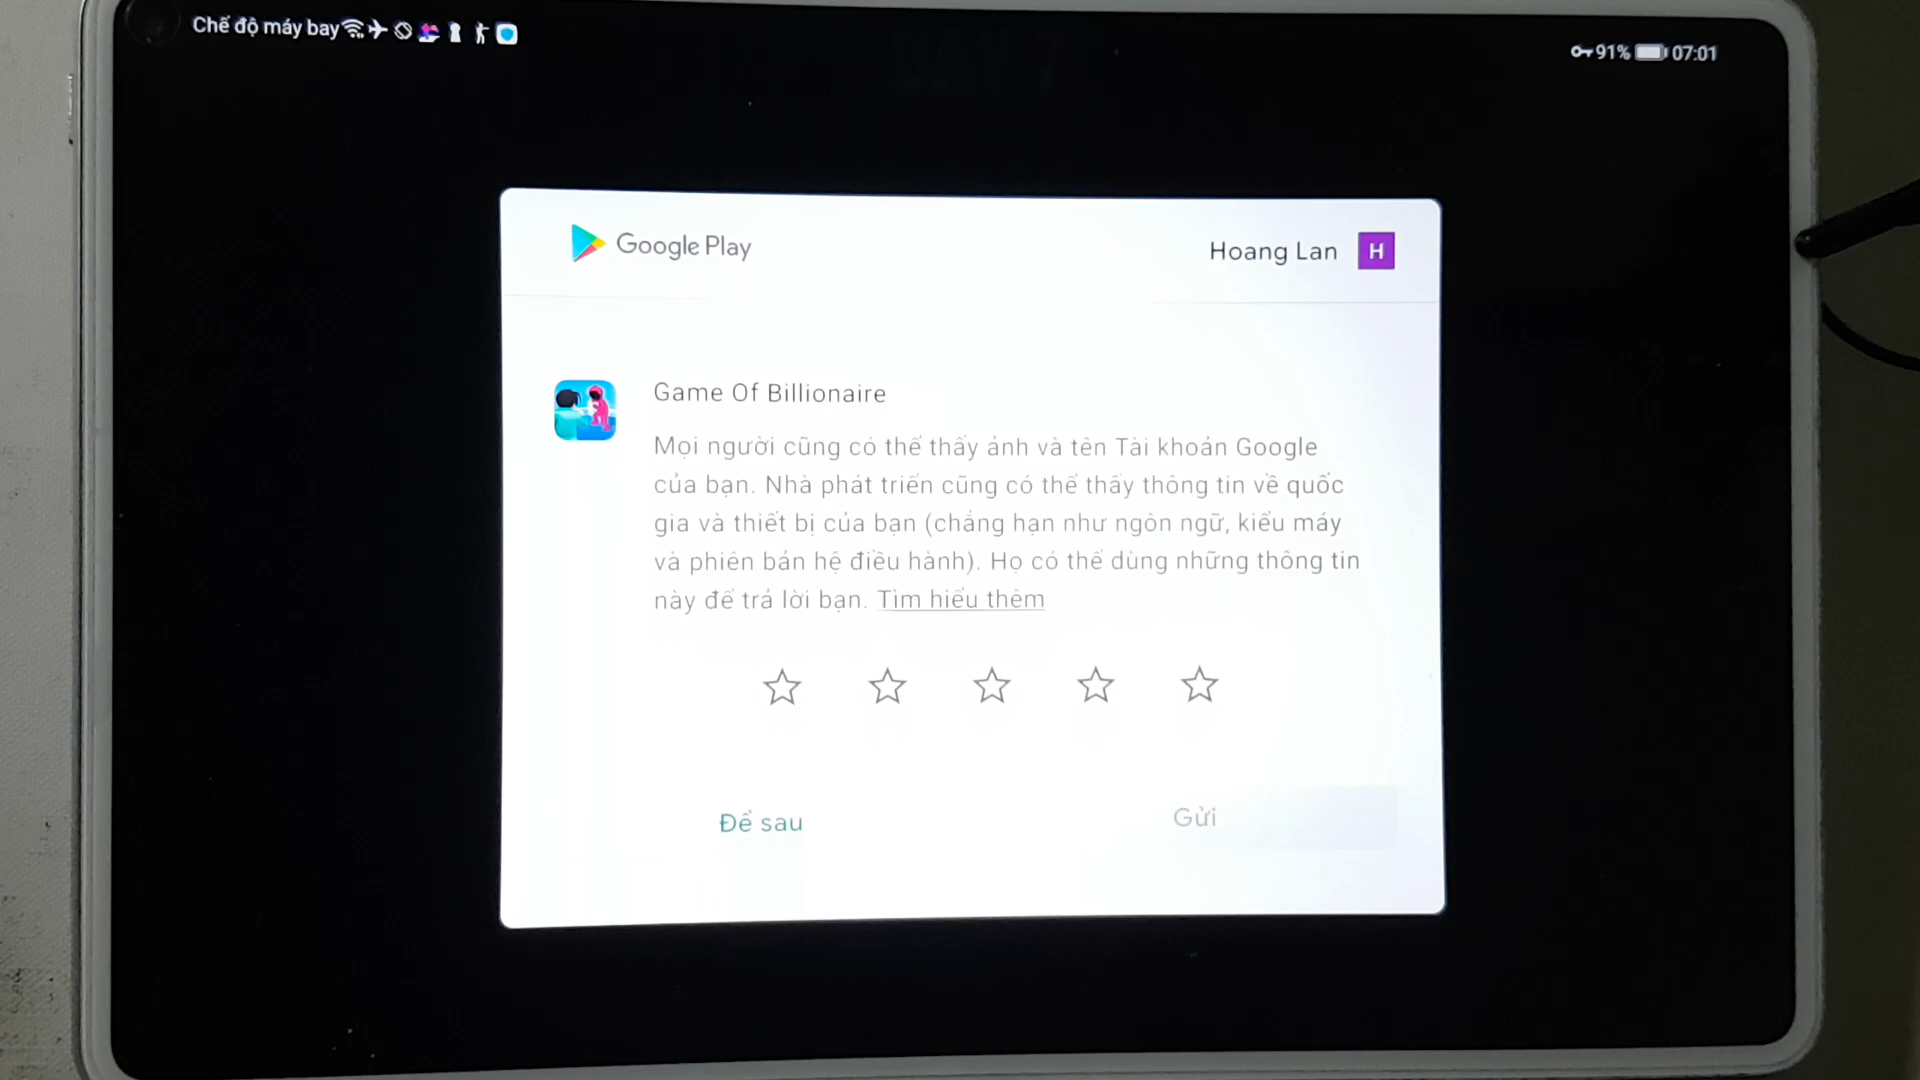 Chế độ máy bay
91% 07:01
Google Play
Hoang Lan H
Game Of Billionaire
Mọi người cũng có thể thấy ảnh và tên Tài khoản Google
của bạn. Nhà phát triển cũng có thể thấy thông tin về quốc
gia và thiết bị của bạn (chẳng hạn như ngôn ngữ, kiểu máy
và phiên bản hệ điều hành). Họ có thể dùng những thông tin
này để trả lời bạn. Tìm hiểu thêm
Để sau
Gửi